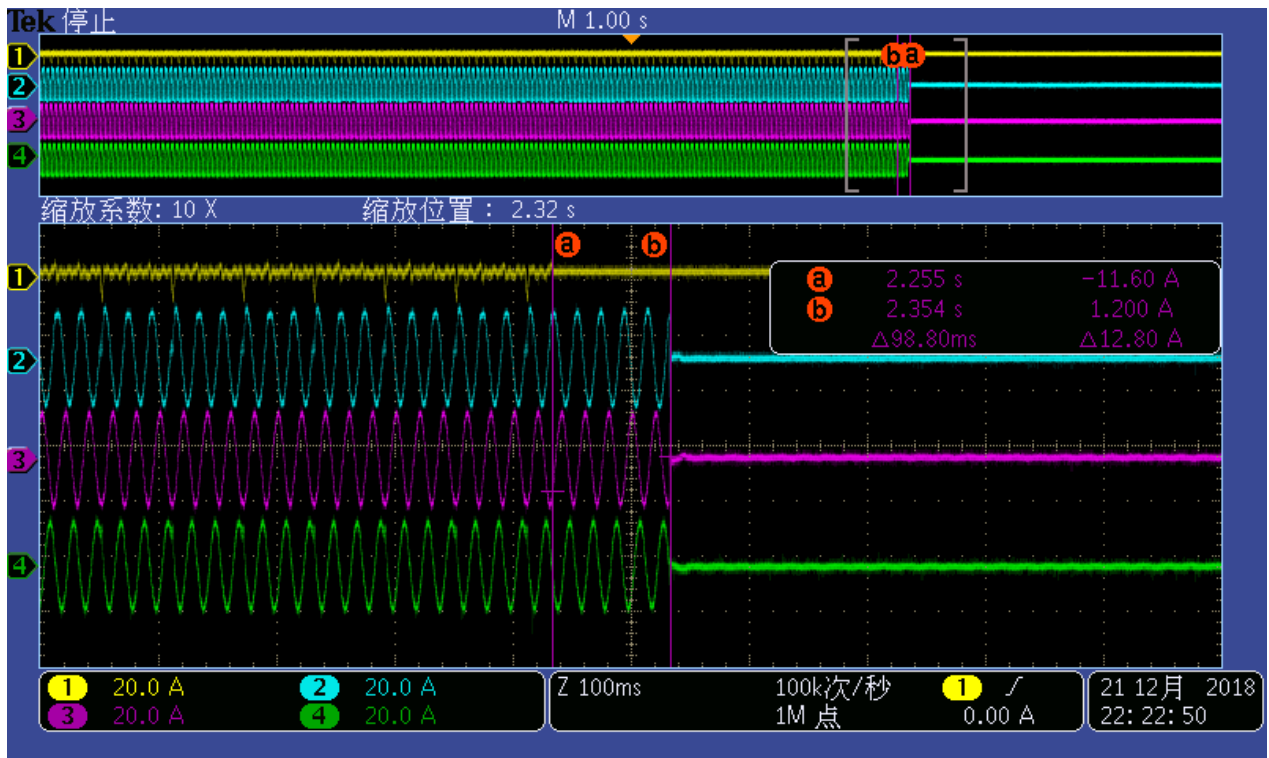 Tek 停止 M 1.00 s
1
b a
2
3
4
缩放系数: 10 X 缩放位置： 2.32 s
a b
1
a 2.255 s -11.60 A
b 2.354 s 1.200 A
△98.80ms △12.80 A
2
3
4
1 20.0 A 2 20.0 A Z 100ms 100k次/秒 1 21 12月 2018
3 20.0 A 4 20.0 A 1M 点 0.00 A 22:22:50